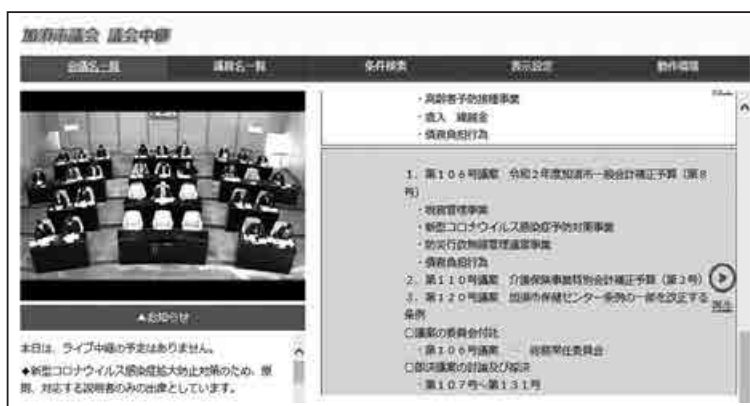 加須市議会 議会中継
会議名一覧
議員名一覧
条件検索
表示設定
動作環境
・高齢者予防接種事業
・歳入 繰越金
・債務負担行為
1．第106号議案 令和2年度加須市一般会計補正予算（第8
号）
・税務管理事業
・新型コロナウイルス感染症予防対策事業
・防災行政無線管理運営事業
・債務負担行為
2．第110号議案 介護保険事業特別会計補正予算（第2号）
3．第120号議案 加須市保健センター条例の一部を改正する
条例
再生
〇議案の委員会付託
・第106号議案 － 総務常任委員会
〇即決議案の討論及び採決
・第107号～第131号
▲お知らせ
本日は、ライブ中継の予定はありません。
◆新型コロナウイルス感染症拡大防止対策のため、原
則、対応する説明者のみの出席としています。